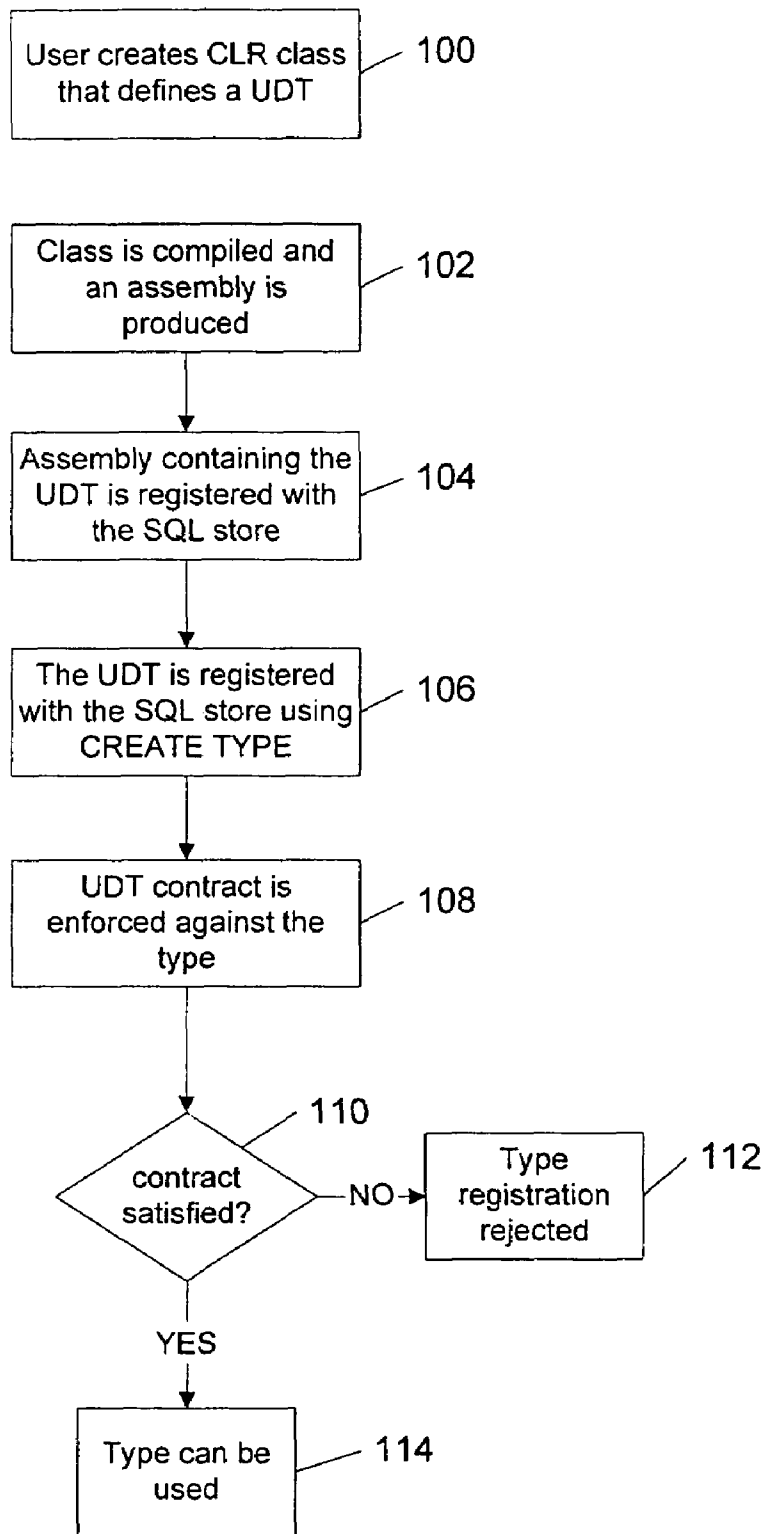 User creates CLR class
that defines a UDT
100
Class is compiled and
an assembly is
produced
102
Assembly containing the
UDT is registered with
the SQL store
104
The UDT is registered
with the SQL store using
CREATE TYPE
106
UDT contract is
enforced against the
type
108
110
contract
satisfied?
NO
Type
registration
rejected
112
YES
Type can be
used
114